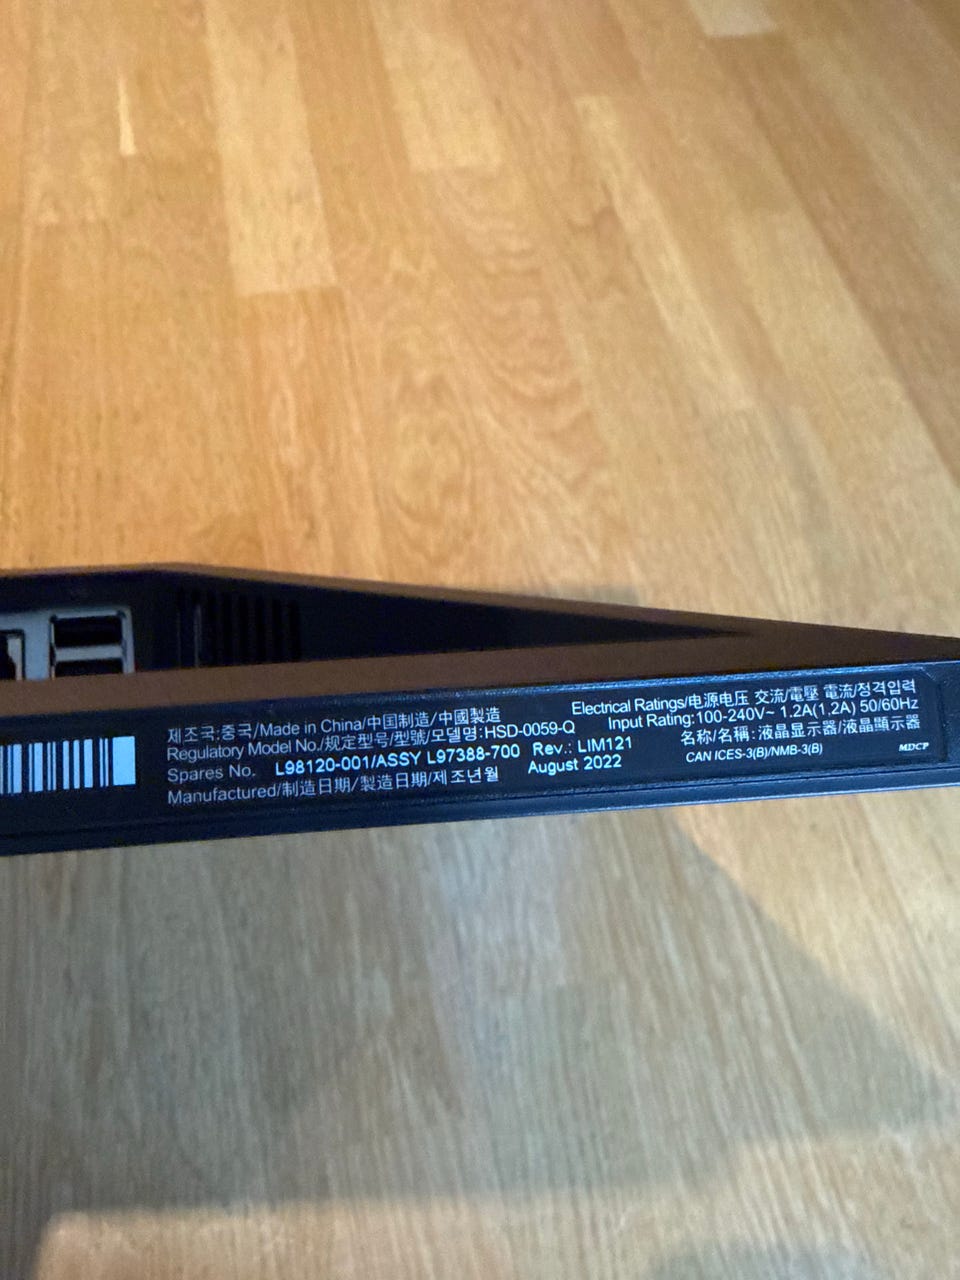 제조국:중국/Made in China/中国制造/中國製造
Regulatory Model No./规定型号/型號/모델명:HSD-0059-Q
Spares No. L98120-001/ASSY L97388-700 Rev.: LIM121
Manufactured/制造日期/製造日期/제조년월 August 2022
Electrical Ratings/电源电压 交流/電壓 電流/정격입력
Input Rating:100-240V~ 1.2A(1.2A) 50/60Hz
名称/名稱:液晶显示器/液晶顯示器
CAN ICES-3(B)/NMB-3(B)
MDCP